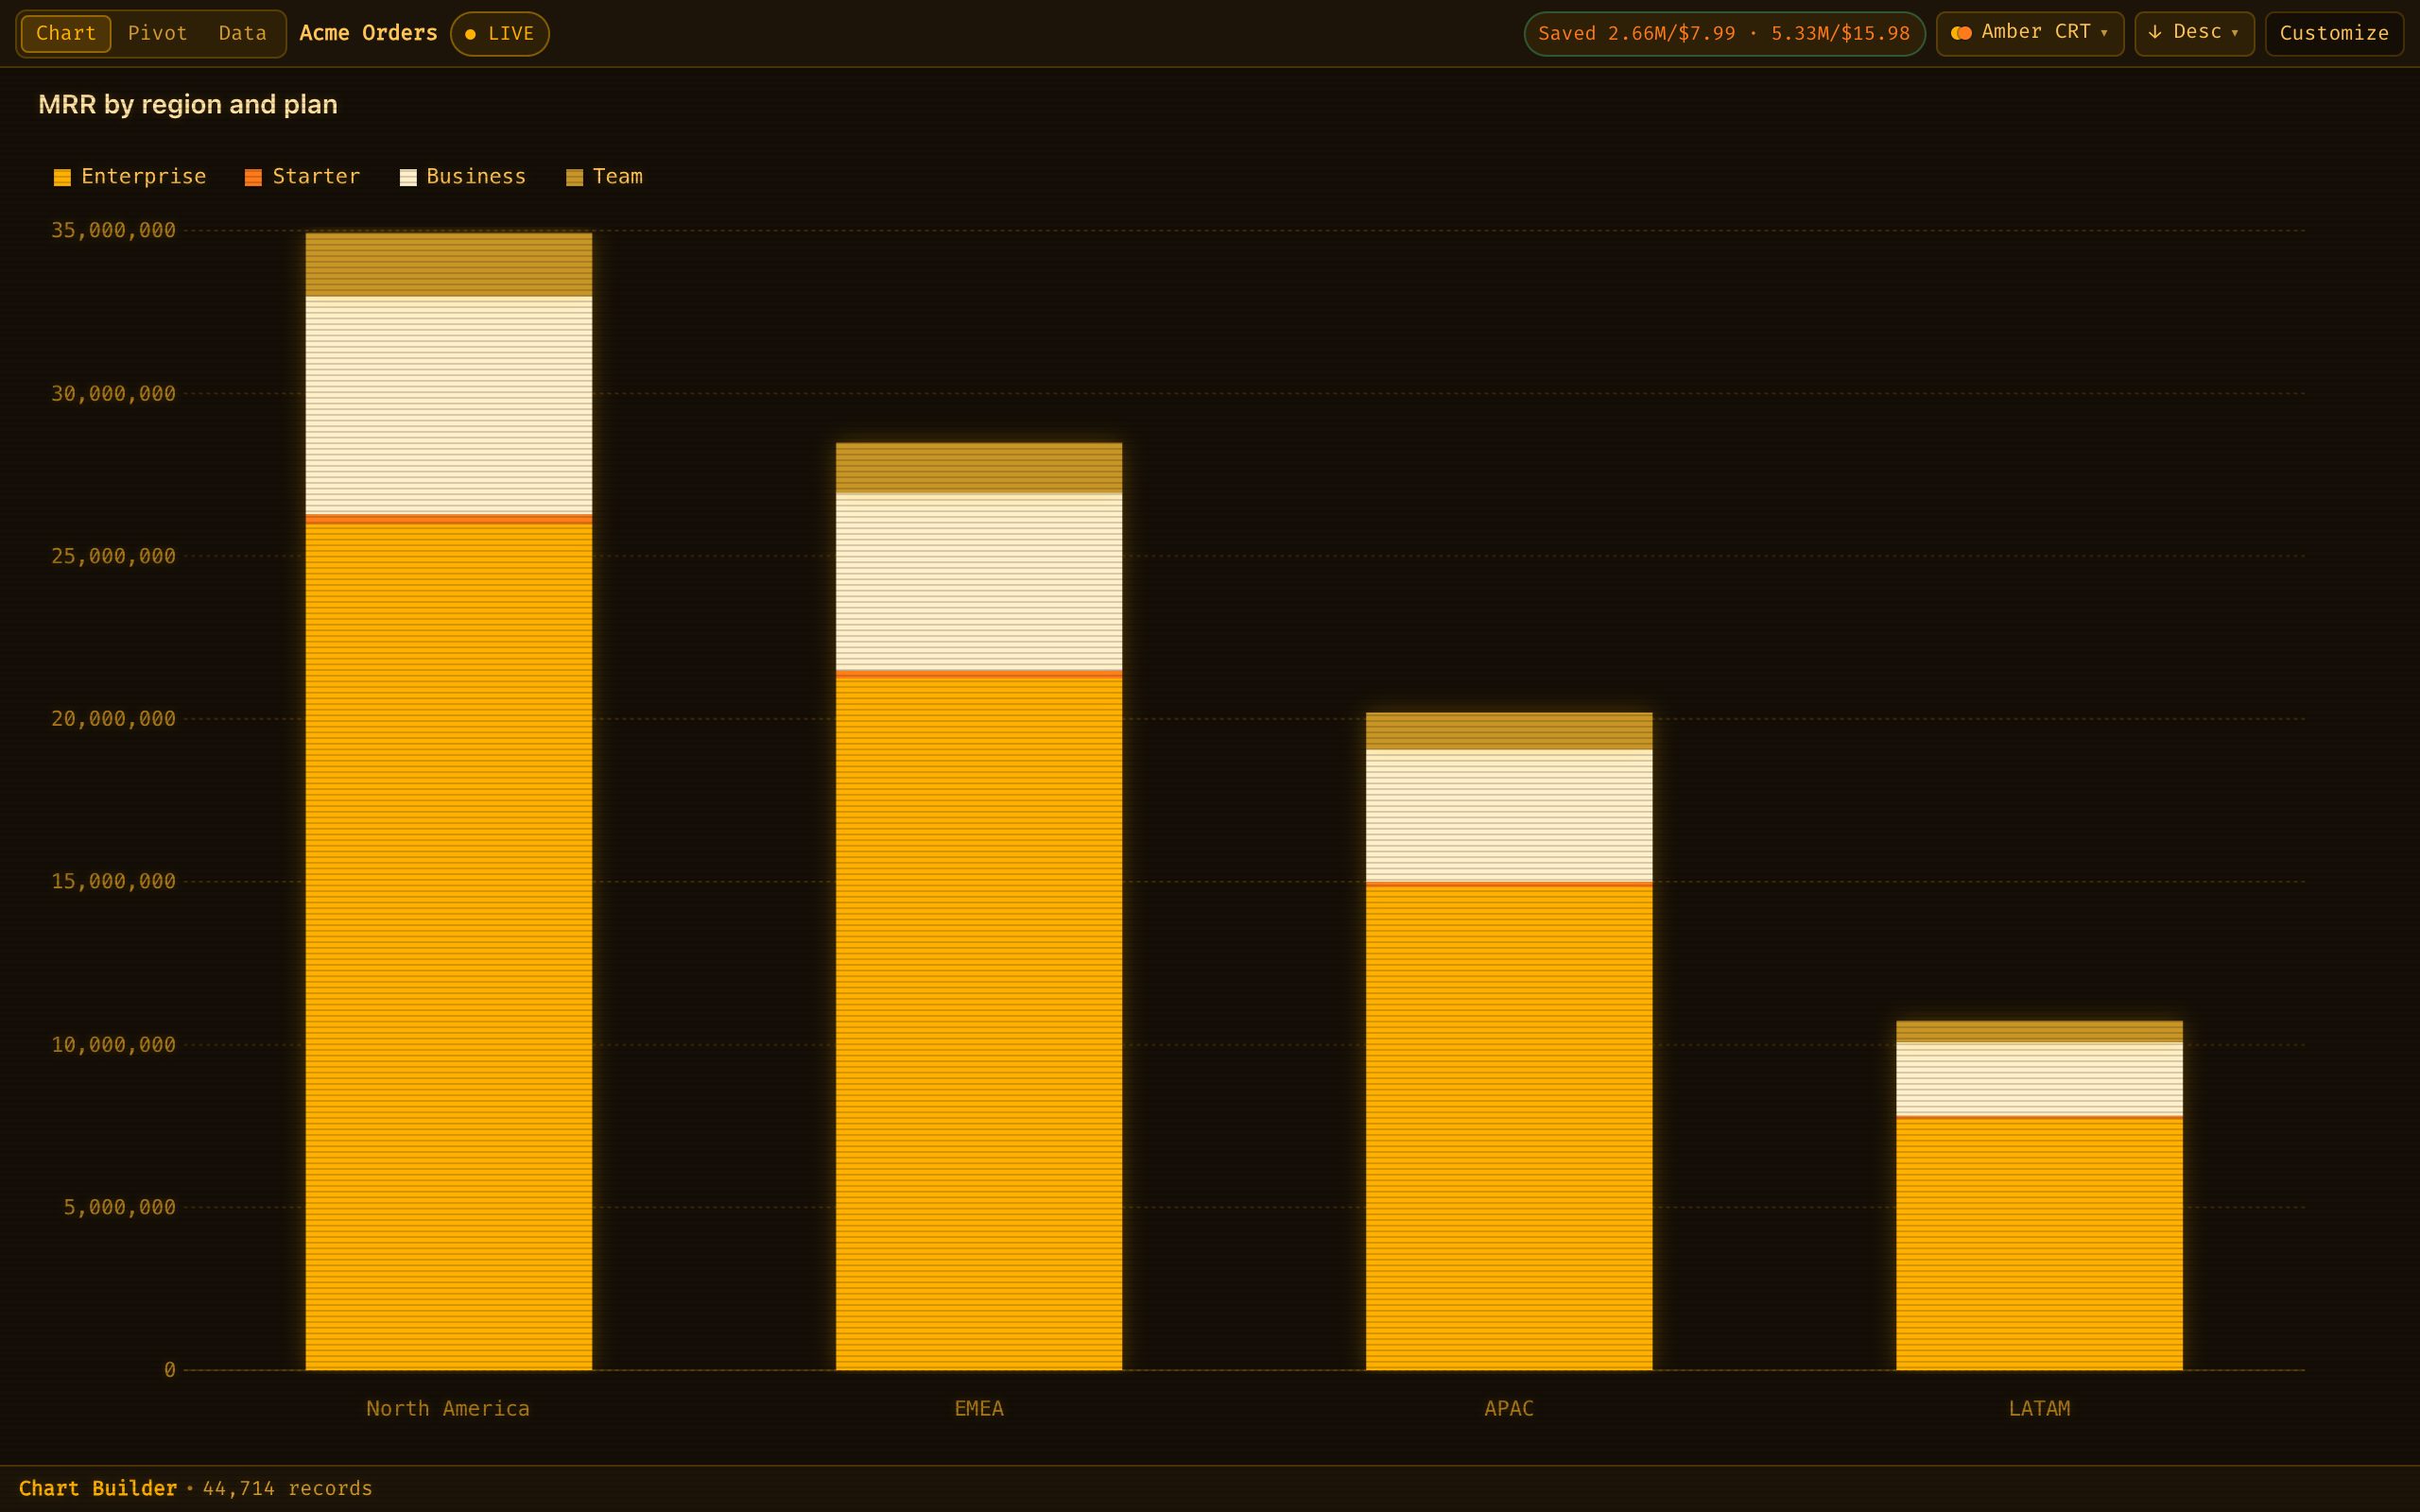 Chart Pivot Data Acme Orders LIVE Saved 2.66M/$7.99 · 5.33M/$15.98 Amber CRT ▾ ↓ Desc ▾ Customize
MRR by region and plan
Enterprise Starter Business Team
35,000,000
30,000,000
25,000,000
20,000,000
15,000,000
10,000,000
5,000,000
0
North America EMEA APAC LATAM
Chart Builder • 44,714 records